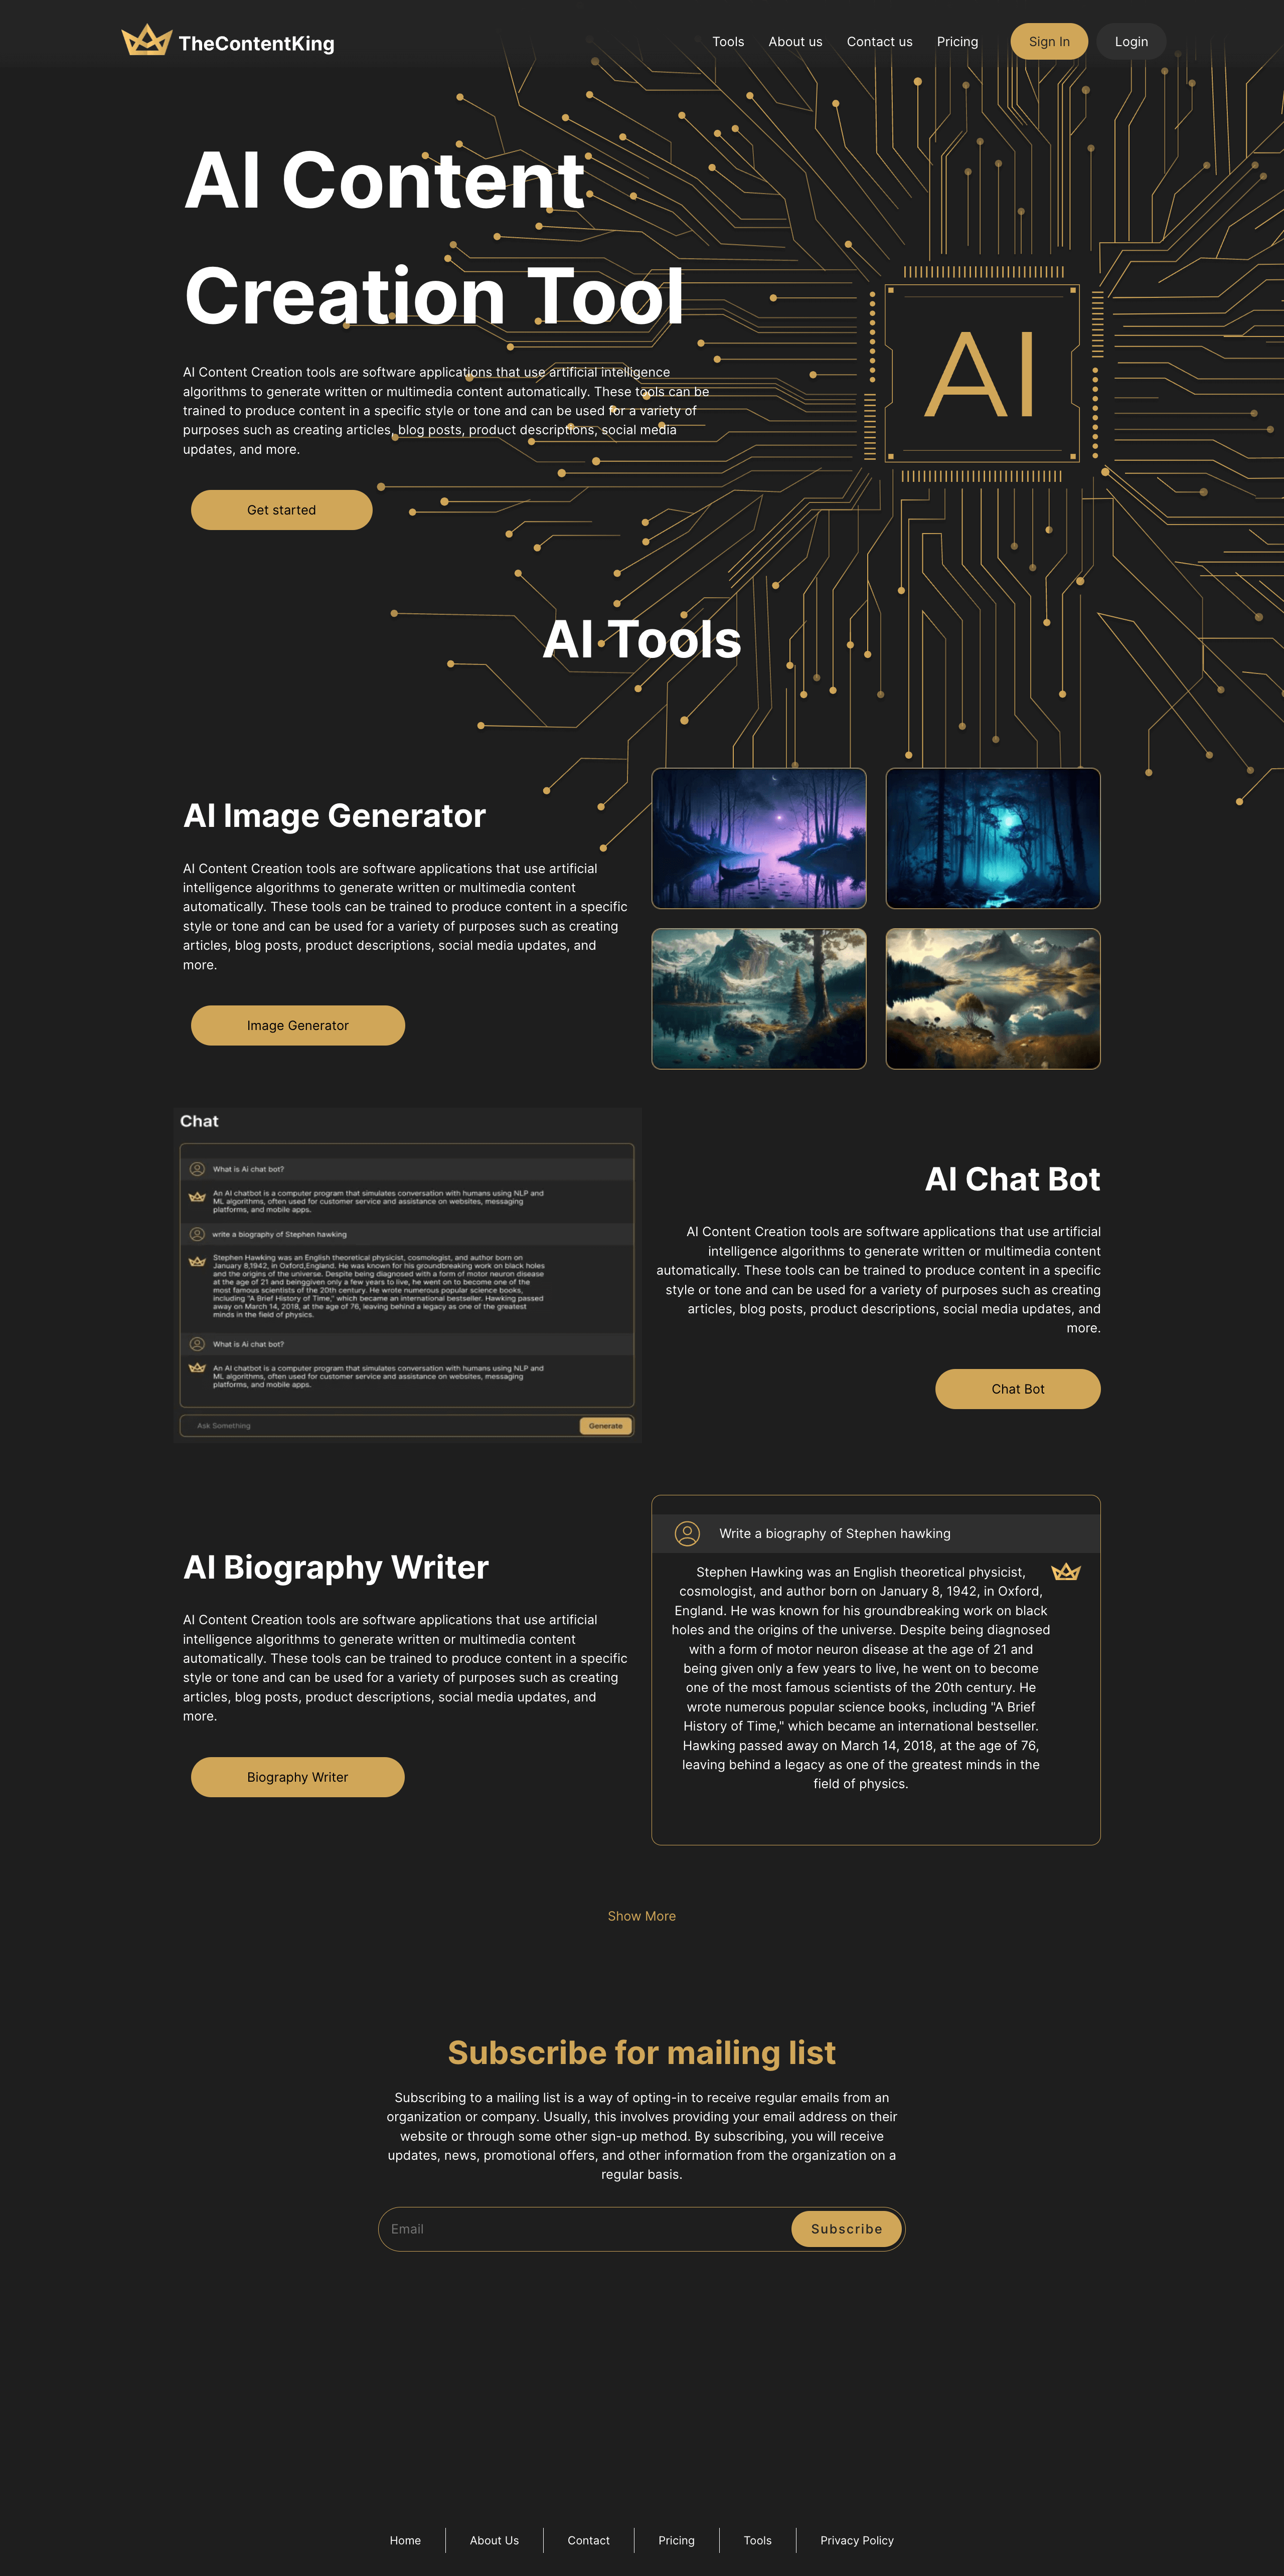 TheContentKing
Tools About us Contact us Pricing Sign In Login
AI Content
Creation Tool
AI Content Creation tools are software applications that use artificial intelligence
algorithms to generate written or multimedia content automatically. These tools can be
trained to produce content in a specific style or tone and can be used for a variety of
purposes such as creating articles, blog posts, product descriptions, social media
updates, and more.
Get started
AI
AI Tools
AI Image Generator
AI Content Creation tools are software applications that use artificial
intelligence algorithms to generate written or multimedia content
automatically. These tools can be trained to produce content in a specific
style or tone and can be used for a variety of purposes such as creating
articles, blog posts, product descriptions, social media updates, and
more.
Image Generator
Chat
What is Ai chat bot?
An AI chatbot is a computer program that simulates conversation with humans using NLP and
ML algorithms, often used for customer service and assistance on websites, messaging
platforms, and mobile apps.
write a biography of Stephen hawking
Stephen Hawking was an English theoretical physicist, cosmologist, and author born on
January 8,1942, in Oxford,England. He was known for his groundbreaking work on black holes
and the origins of the universe. Despite being diagnosed with a form of motor neuron disease
at the age of 21 and beinggiven only a few years to live, he went on to become one of the
most famous scientists of the 20th century. He wrote numerous popular science books,
including "A Brief History of Time," which became an international bestseller. Hawking passed
away on March 14, 2018, at the age of 76, leaving behind a legacy as one of the greatest
minds in the field of physics.
What is Ai chat bot?
An AI chatbot is a computer program that simulates conversation with humans using NLP and
ML algorithms, often used for customer service and assistance on websites, messaging
platforms, and mobile apps.
Ask Something
Generate
AI Chat Bot
AI Content Creation tools are software applications that use artificial
intelligence algorithms to generate written or multimedia content
automatically. These tools can be trained to produce content in a specific
style or tone and can be used for a variety of purposes such as creating
articles, blog posts, product descriptions, social media updates, and
more.
Chat Bot
AI Biography Writer
AI Content Creation tools are software applications that use artificial
intelligence algorithms to generate written or multimedia content
automatically. These tools can be trained to produce content in a specific
style or tone and can be used for a variety of purposes such as creating
articles, blog posts, product descriptions, social media updates, and
more.
Biography Writer
Write a biography of Stephen hawking
Stephen Hawking was an English theoretical physicist,
cosmologist, and author born on January 8, 1942, in Oxford,
England. He was known for his groundbreaking work on black
holes and the origins of the universe. Despite being diagnosed
with a form of motor neuron disease at the age of 21 and
being given only a few years to live, he went on to become
one of the most famous scientists of the 20th century. He
wrote numerous popular science books, including "A Brief
History of Time," which became an international bestseller.
Hawking passed away on March 14, 2018, at the age of 76,
leaving behind a legacy as one of the greatest minds in the
field of physics.
Show More
Subscribe for mailing list
Subscribing to a mailing list is a way of opting-in to receive regular emails from an
organization or company. Usually, this involves providing your email address on their
website or through some other sign-up method. By subscribing, you will receive
updates, news, promotional offers, and other information from the organization on a
regular basis.
Email
Subscribe
Home About Us Contact Pricing Tools Privacy Policy